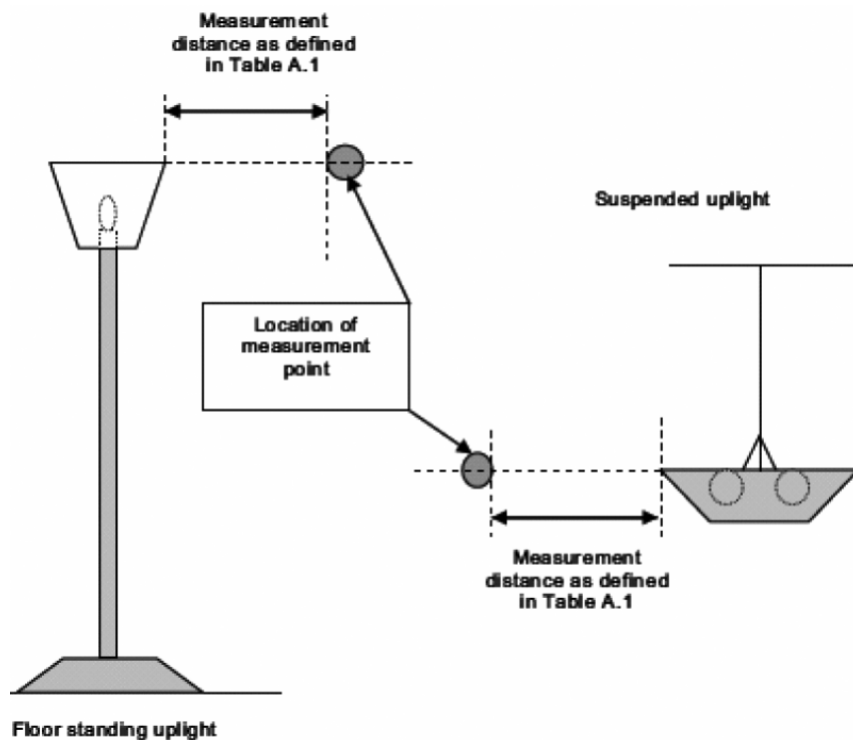 Measurement
distance as defined
in Table A.1
Suspended uplight
Location of
measurement
point
Measurement
distance as defined
in Table A.1
Floor standing uplight